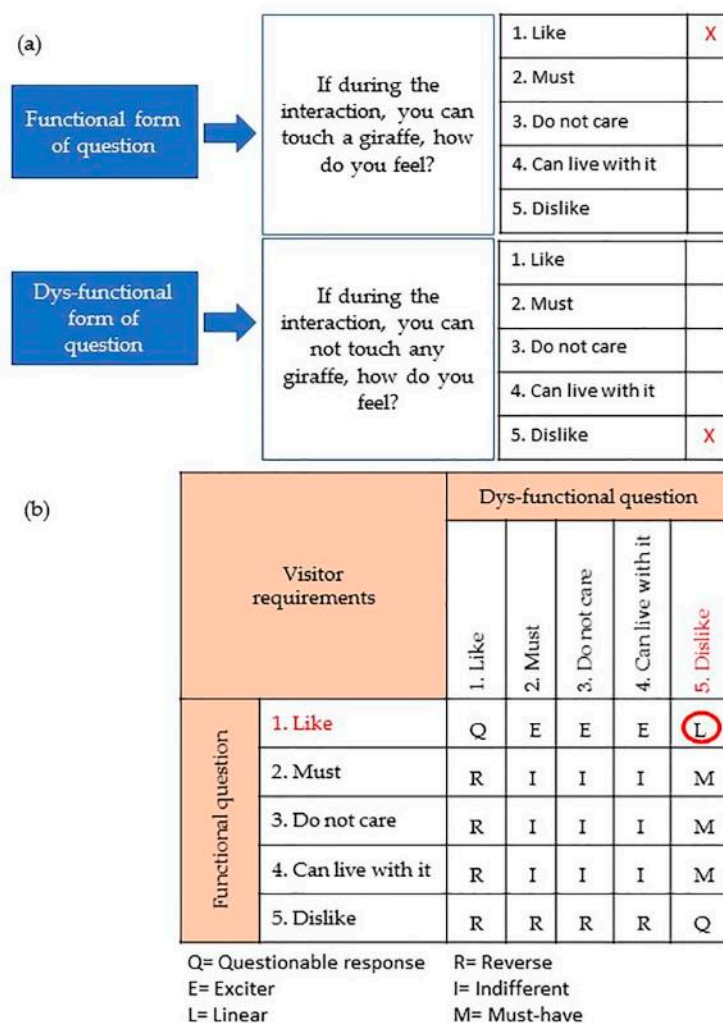 (a)
Functional form
of question
If during the
interaction, you can
touch a giraffe, how
do you feel?
1. Like X
2. Must
3. Do not care
4. Can live with it
5. Dislike
Dys-functional
form of
question
If during the
interaction, you can
not touch any
giraffe, how do you
feel?
1. Like
2. Must
3. Do not care
4. Can live with it
5. Dislike X
(b)
Visitor
requirements
Dys-functional question
1. Like
2. Must
3. Do not care
4. Can live with it
5. Dislike
Functional question
1. Like Q E E E L
2. Must R I I I M
3. Do not care R I I I M
4. Can live with it R I I I M
5. Dislike R R R R Q
Q= Questionable response R= Reverse
E= Exciter I= Indifferent
L= Linear M= Must-have